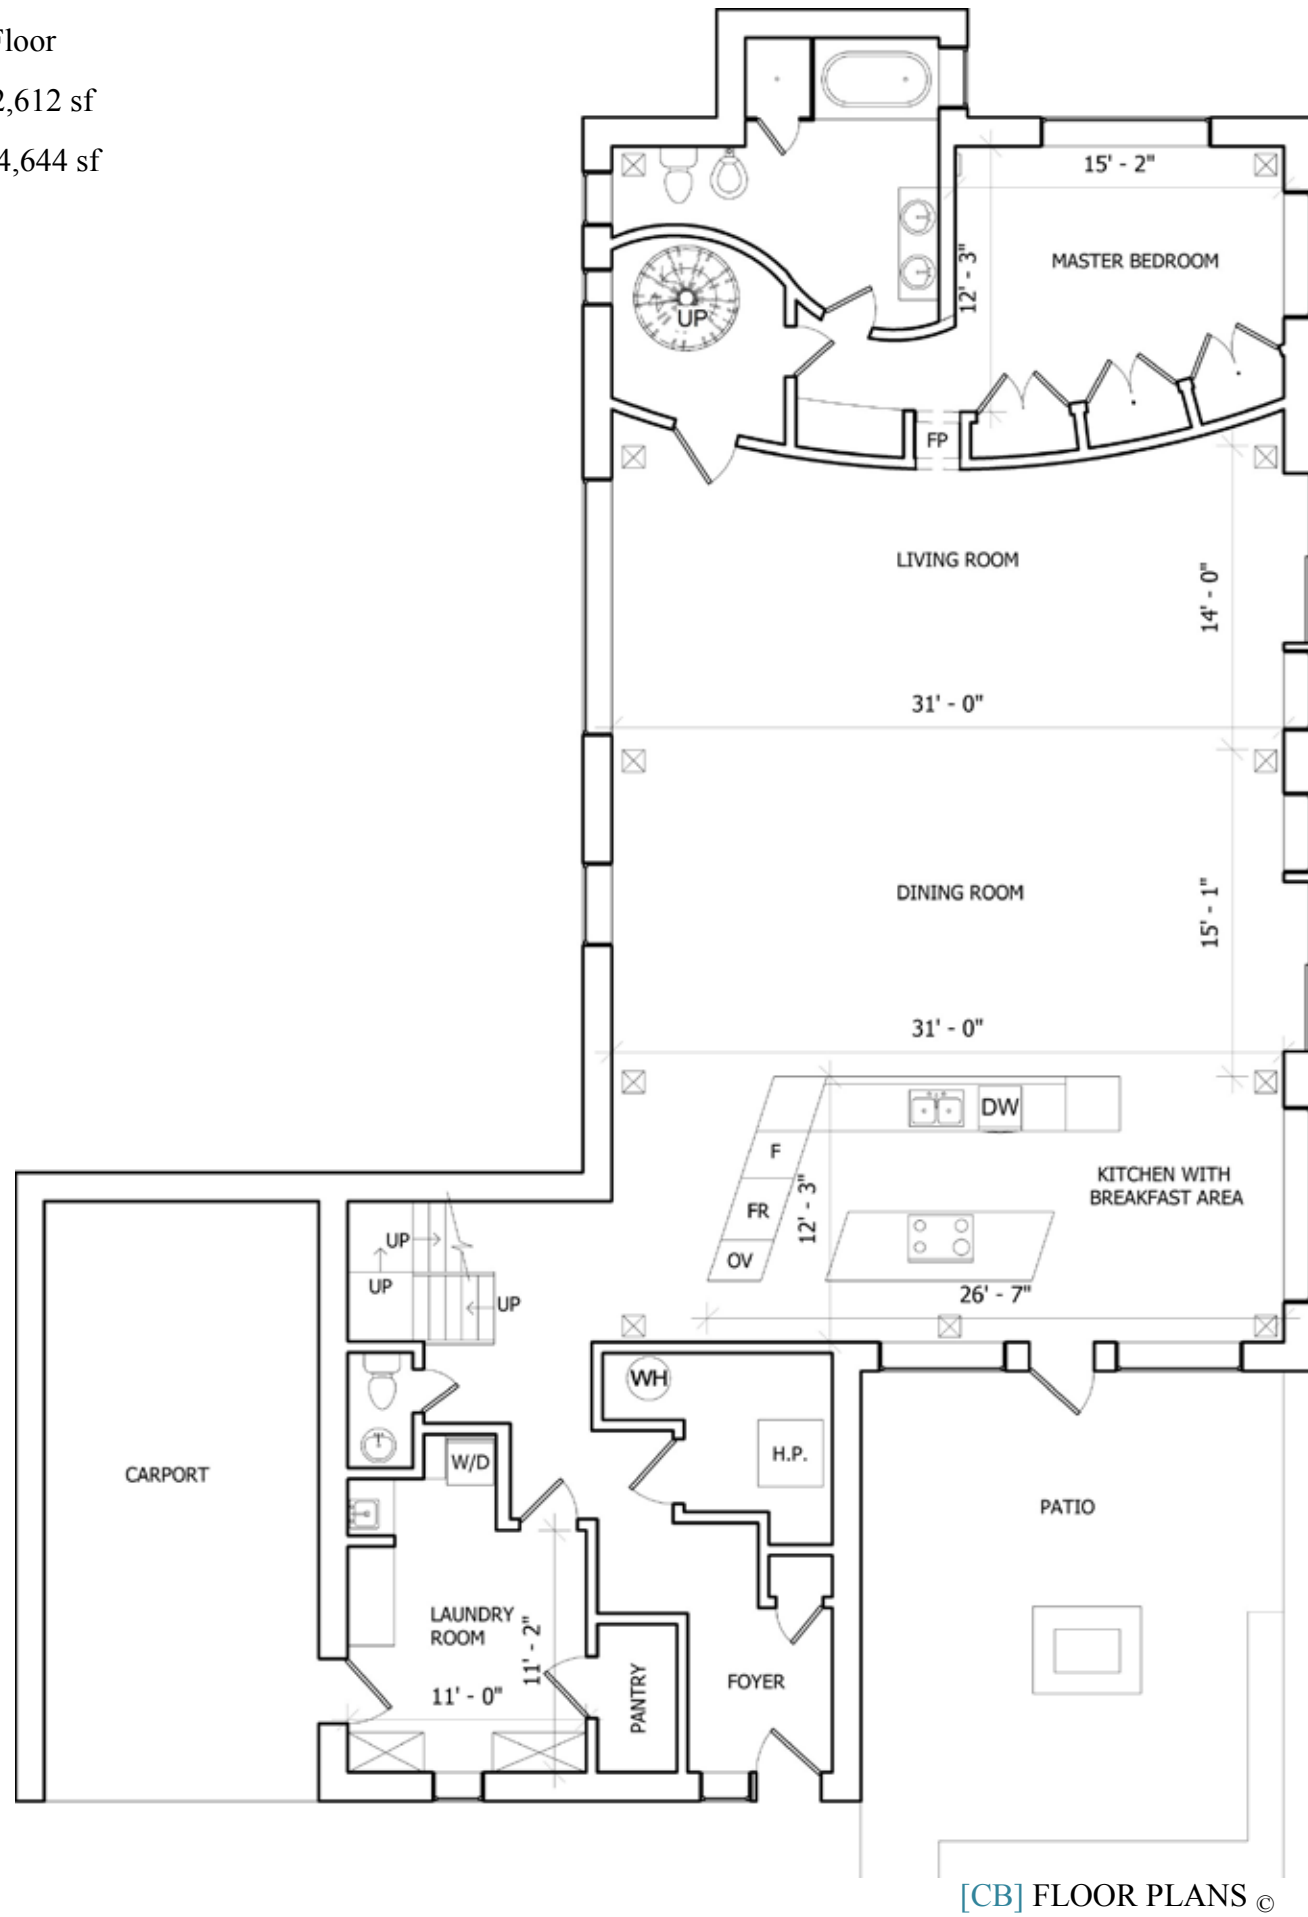 Floor
2,612 sf
4,644 sf
15' - 2"
MASTER BEDROOM
12' - 3"
UP
FP
LIVING ROOM
14' - 0"
31' - 0"
DINING ROOM
15' - 1"
31' - 0"
DW
F
KITCHEN WITH
BREAKFAST AREA
FR
12' - 3"
OV
UP
UP
UP
26' - 7"
WH
W/D
H.P.
CARPORT
PATIO
LAUNDRY
ROOM
11' - 2"
11' - 0"
PANTRY
FOYER
[CB] FLOOR PLANS ©